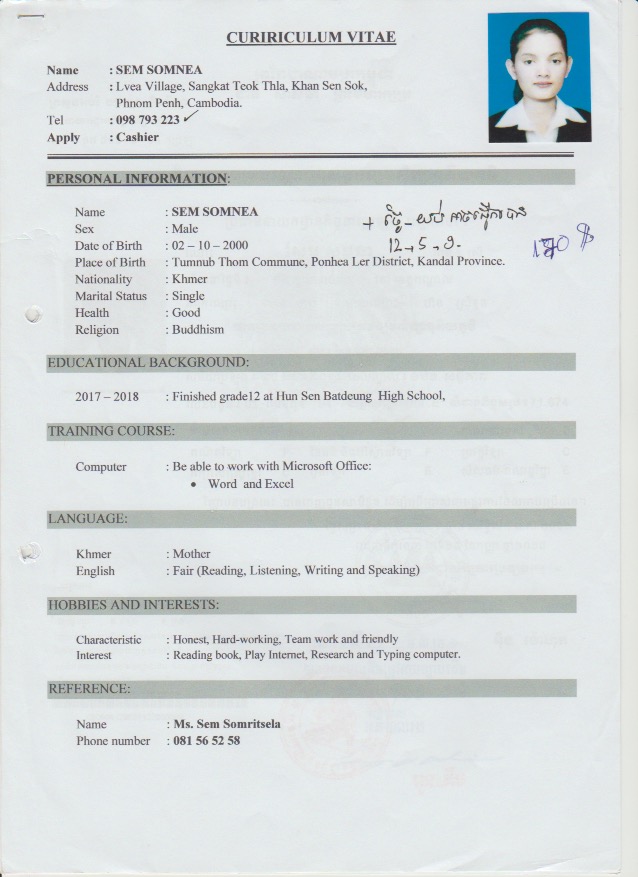 CURIRICULUM VITAE
Name : SEM SOMNEA
Address : Lvea Village, Sangkat Teok Thla, Khan Sen Sok,
Phnom Penh, Cambodia.
Tel : 098 793 223
Apply : Cashier
PERSONAL INFORMATION:
Name : SEM SOMNEA
Sex : Male
Date of Birth : 02 – 10 – 2000
Place of Birth : Tumnub Thom Commune, Ponhea Ler District, Kandal Province.
Nationality : Khmer
Marital Status : Single
Health : Good
Religion : Buddhism
EDUCATIONAL BACKGROUND:
2017 – 2018 : Finished grade12 at Hun Sen Batdeung High School,
TRAINING COURSE:
Computer : Be able to work with Microsoft Office:
• Word and Excel
LANGUAGE:
Khmer : Mother
English : Fair (Reading, Listening, Writing and Speaking)
HOBBIES AND INTERESTS:
Characteristic : Honest, Hard-working, Team work and friendly
Interest : Reading book, Play Internet, Research and Typing computer.
REFERENCE:
Name : Ms. Sem Somritsela
Phone number : 081 56 52 58